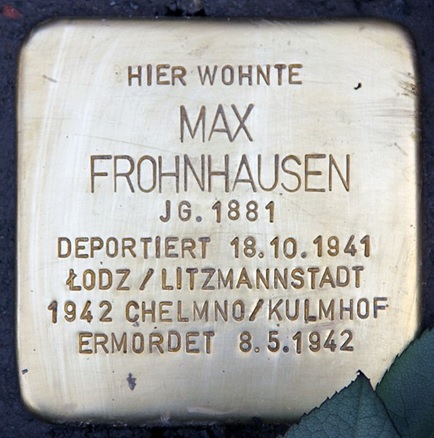 HIER WOHNTE
MAX
FROHNHAUSEN
JG. 1881
DEPORTIERT 18.10.1941
ŁODZ / LITZMANNSTADT
1942 CHELMNO/KULMHOF
ERMORDET 8.5.1942